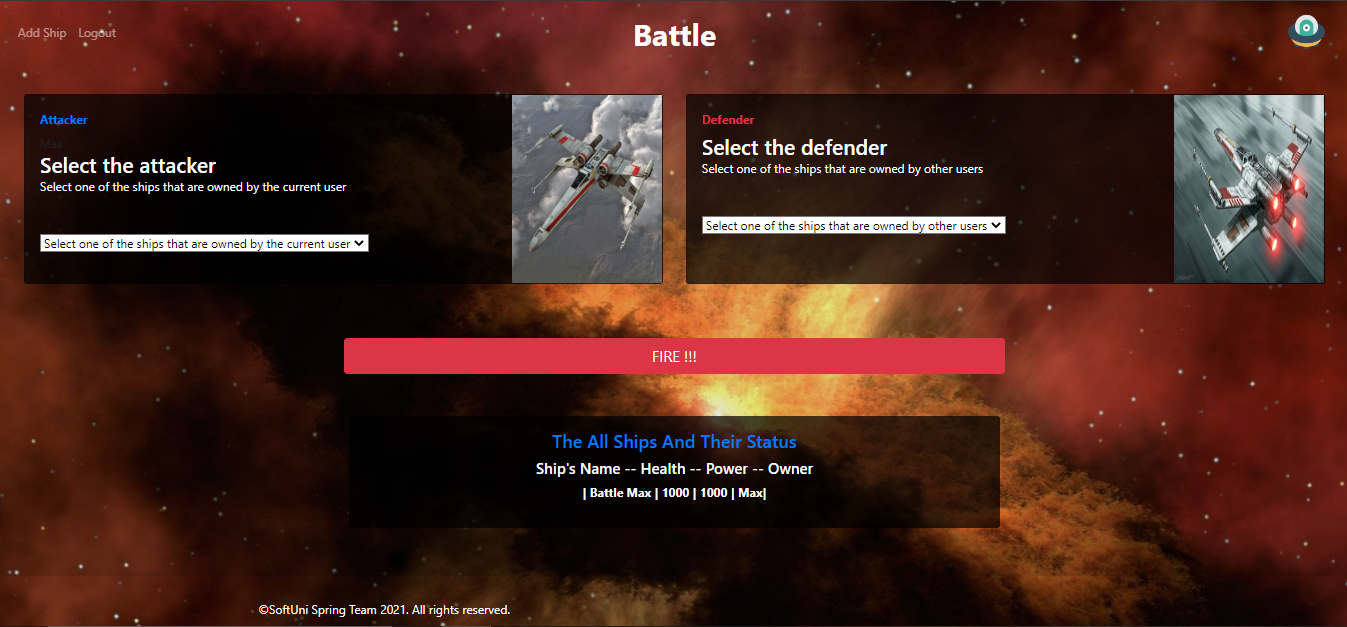 Add Ship Logout
Battle
Attacker
Max
Select the attacker
Select one of the ships that are owned by the current user
Select one of the ships that are owned by the current user
Defender
Select the defender
Select one of the ships that are owned by other users
Select one of the ships that are owned by other users
FIRE !!!
The All Ships And Their Status
Ship's Name -- Health -- Power -- Owner
| Battle Max | 1000 | 1000 | Max|
©SoftUni Spring Team 2021. All rights reserved.